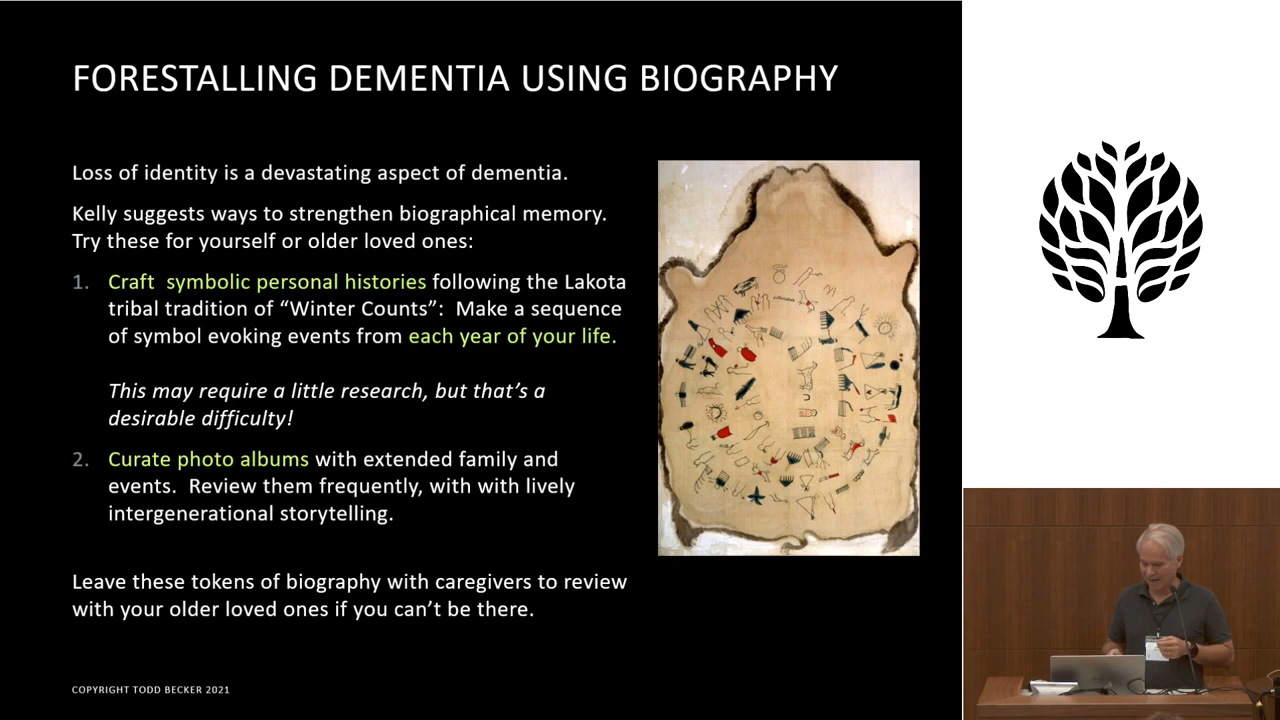 FORESTALLING DEMENTIA USING BIOGRAPHY
Loss of identity is a devastating aspect of dementia.
Kelly suggests ways to strengthen biographical memory.
Try these for yourself or older loved ones:
1. Craft  symbolic personal histories following the Lakota
tribal tradition of “Winter Counts”:  Make a sequence
of symbol evoking events from each year of your life.
This may require a little research, but that’s a
desirable difficulty!
2. Curate photo albums with extended family and
events.  Review them frequently, with with lively
intergenerational storytelling.
Leave these tokens of biography with caregivers to review
with your older loved ones if you can’t be there.
COPYRIGHT TODD BECKER 2021